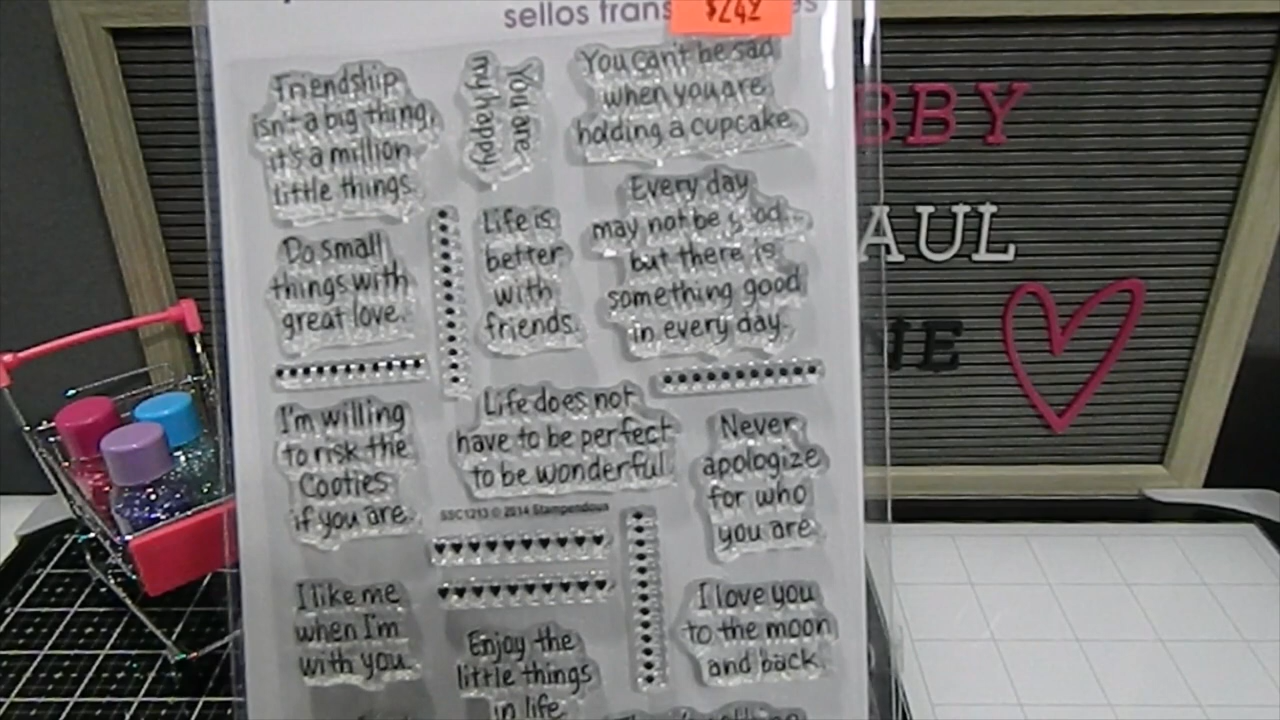 sellos trans
$24
Friendship
isn't a big thing,
it's a million
little things.
You are
my happy
You can't be sad
when you are
holding a cupcake.
Do small
things with
great love.
Life is
better
with
friends.
Every day
may not be good...
but there is
something good
in every day.
I'm willing
to risk the
Cooties
if you are.
Life does not
have to be perfect
to be wonderful.
Never
apologize
for who
you are.
SSC1213 © 2014 Stampendous
I like me
when I'm
with you.
Enjoy the
little things
in life
I love you
to the moon
and back.
BBY
AUL